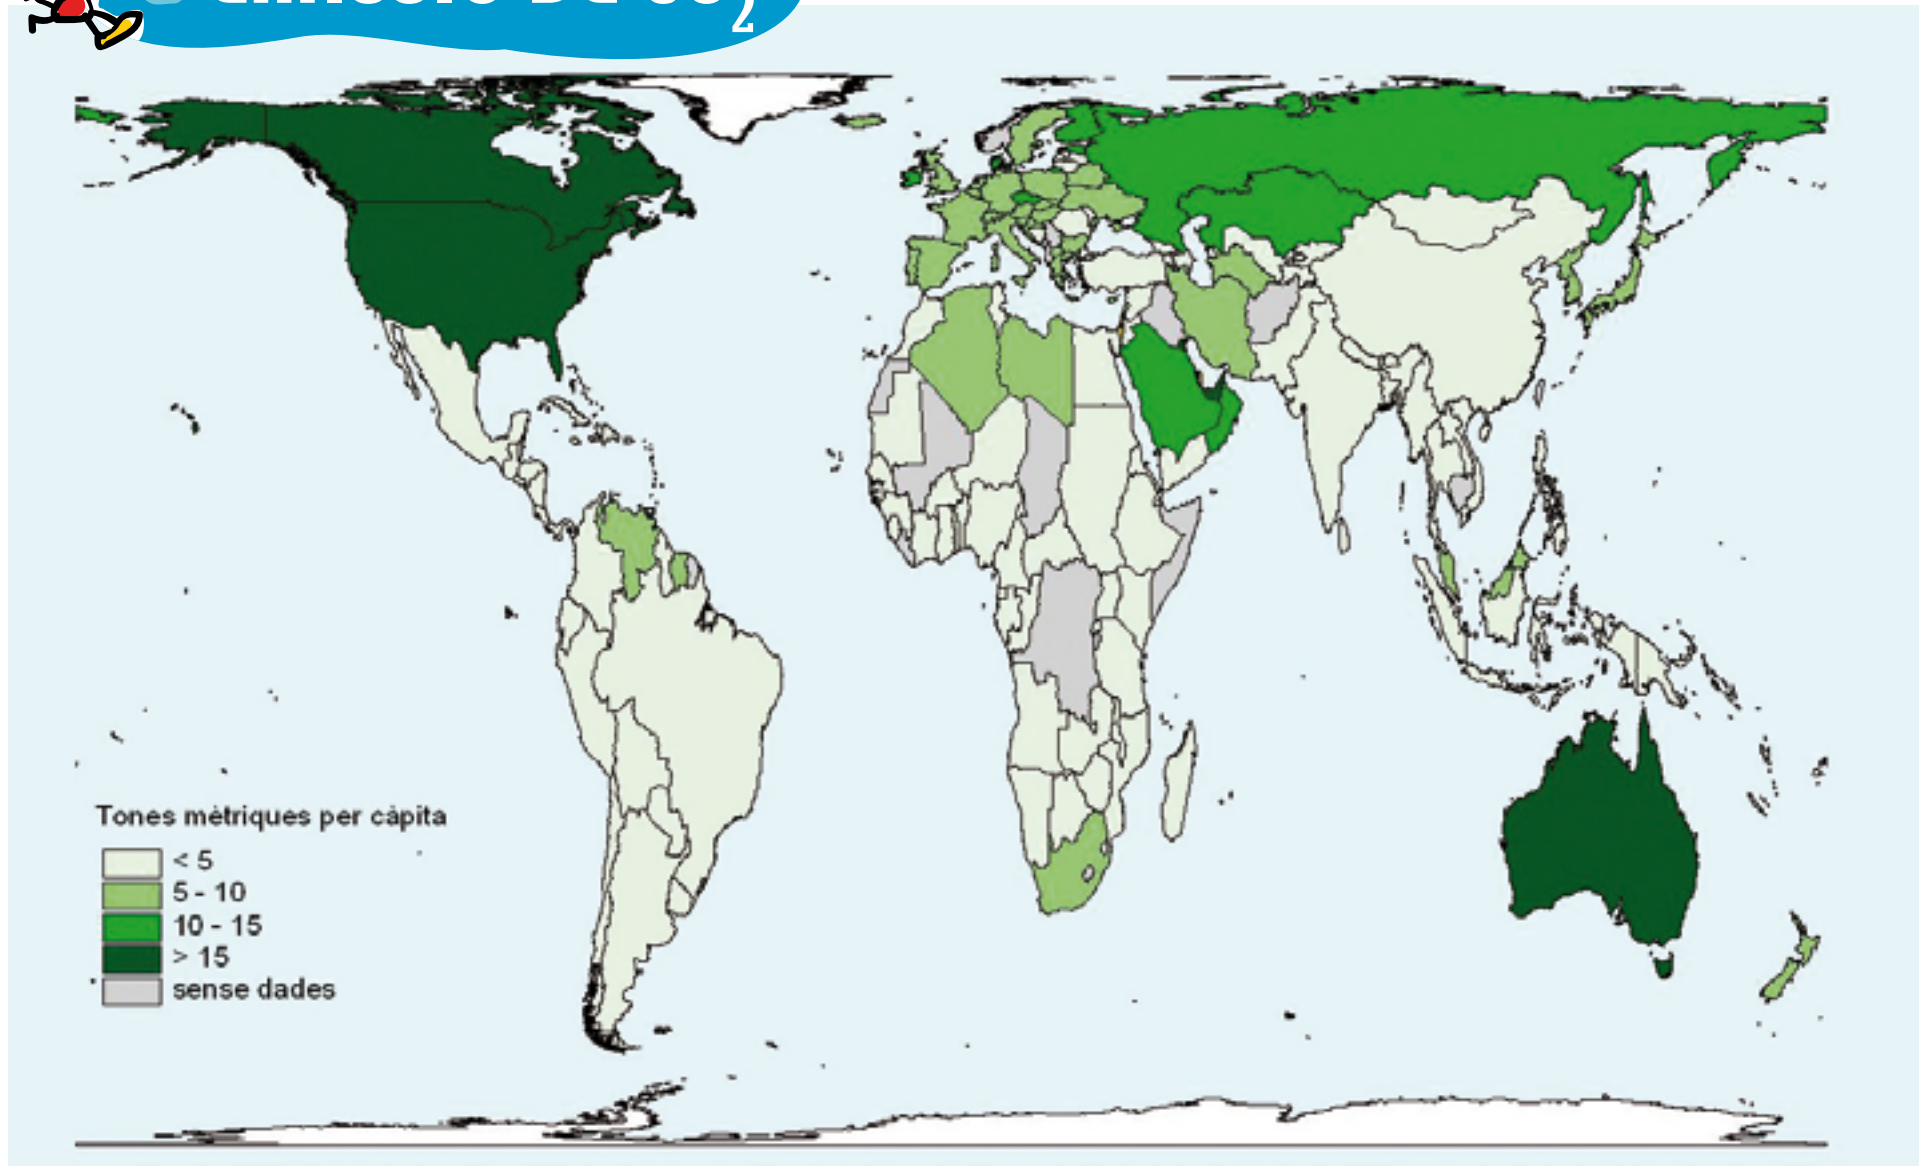 Tones mètriques per càpita
< 5
5 - 10
10 - 15
> 15
sense dades